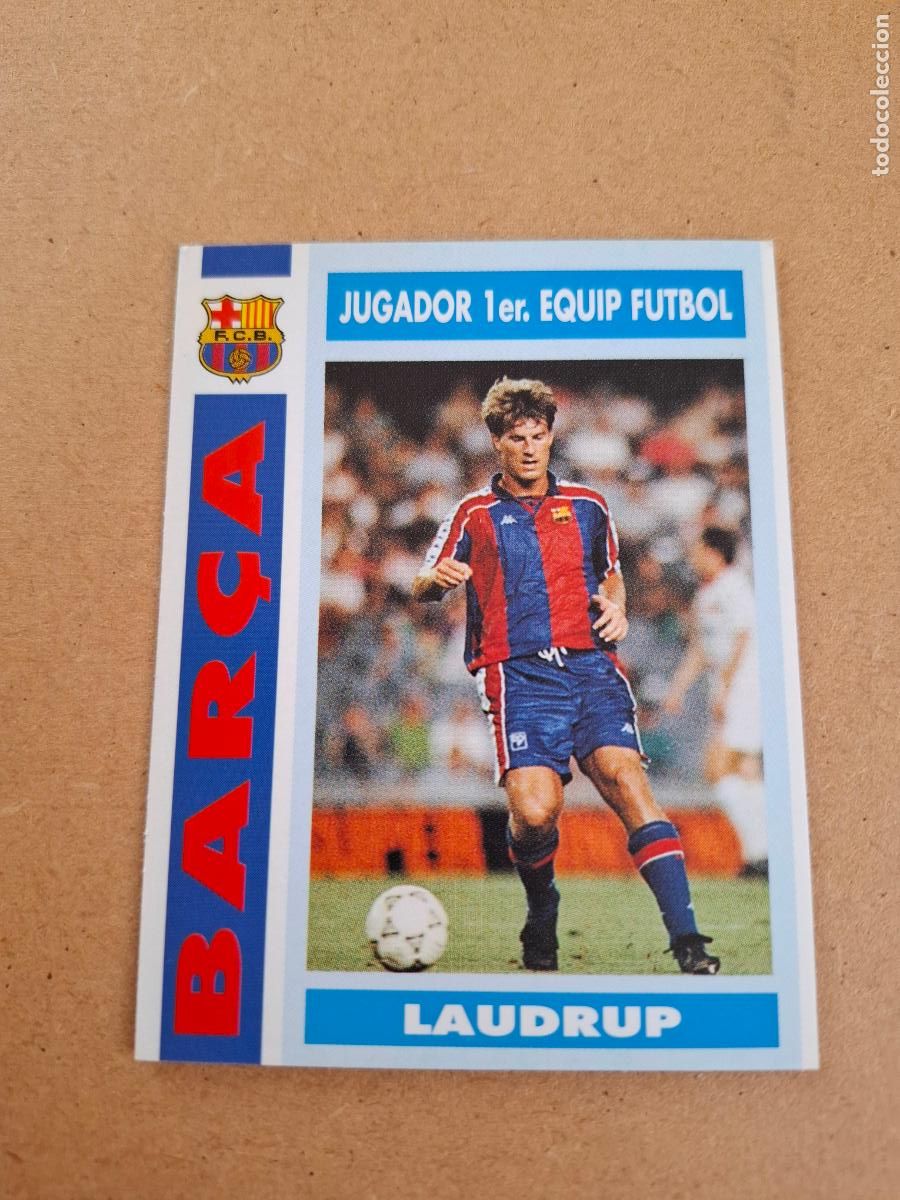 todocoleccion
JUGADOR 1er. EQUIP FUTBOL
F.C.B.
BARÇA
LAUDRUP